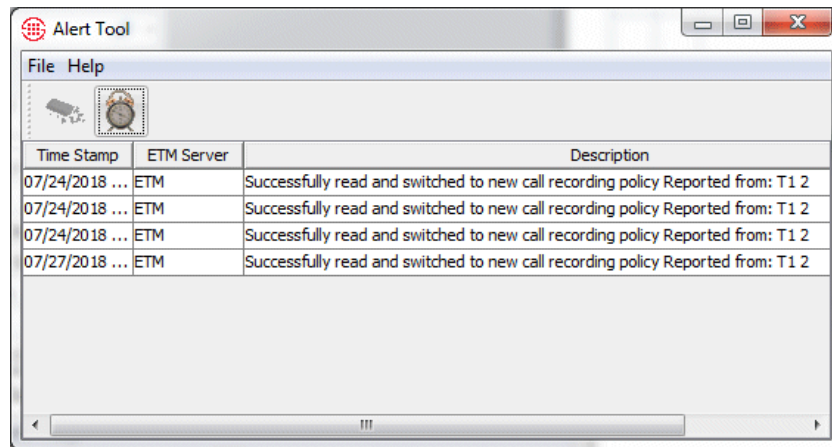 Alert Tool
File Help
Time Stamp ETM Server Description
07/24/2018 ... ETM Successfully read and switched to new call recording policy Reported from: T1 2
07/24/2018 ... ETM Successfully read and switched to new call recording policy Reported from: T1 2
07/24/2018 ... ETM Successfully read and switched to new call recording policy Reported from: T1 2
07/27/2018 ... ETM Successfully read and switched to new call recording policy Reported from: T1 2